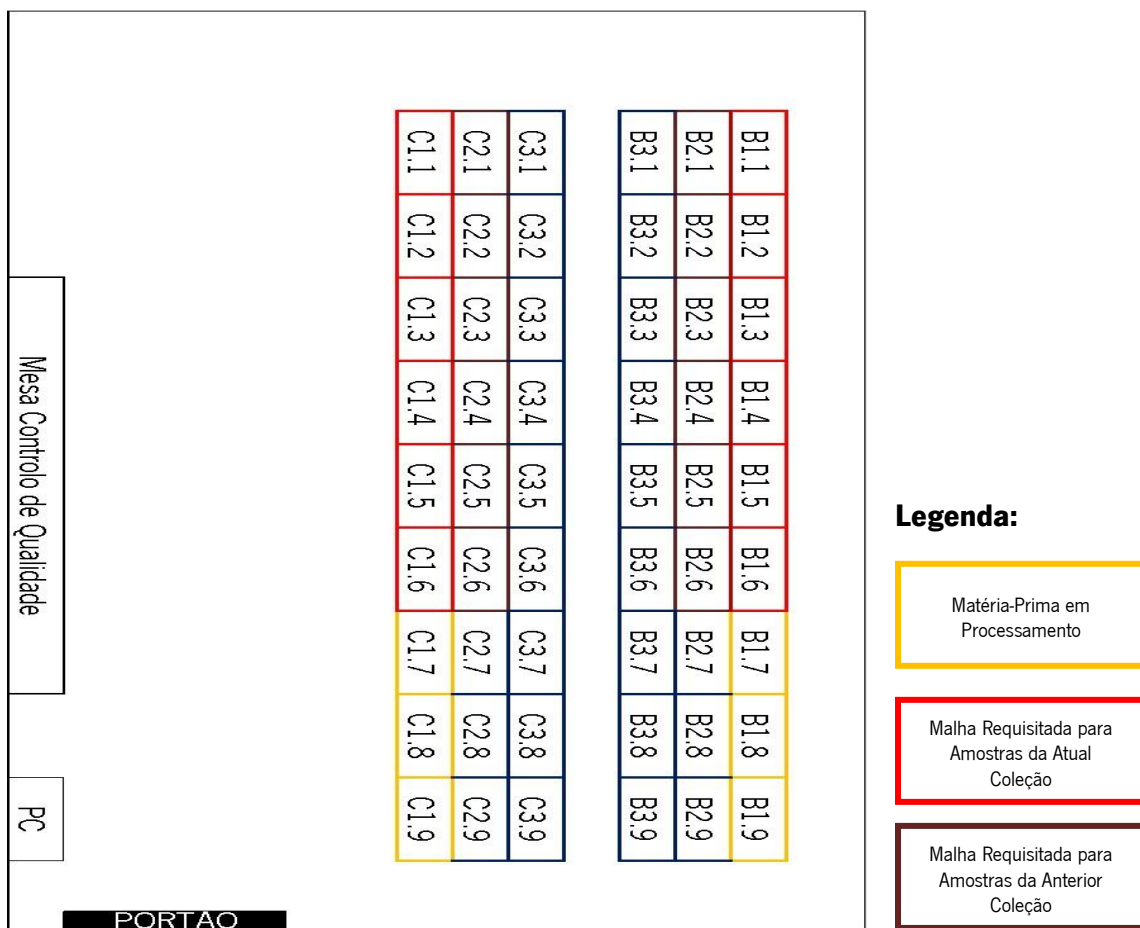 C1.1 C2.1 C3.1 B3.1 B2.1 B1.1
C1.2 C2.2 C3.2 B3.2 B2.2 B1.2
C1.3 C2.3 C3.3 B3.3 B2.3 B1.3
C1.4 C2.4 C3.4 B3.4 B2.4 B1.4
C1.5 C2.5 C3.5 B3.5 B2.5 B1.5
C1.6 C2.6 C3.6 B3.6 B2.6 B1.6
C1.7 C2.7 C3.7 B3.7 B2.7 B1.7
C1.8 C2.8 C3.8 B3.8 B2.8 B1.8
C1.9 C2.9 C3.9 B3.9 B2.9 B1.9
Mesa Controlo de Qualidade
PC
PORTÃO
Legenda:
Matéria-Prima em
Processamento
Malha Requisitada para
Amostras da Atual
Coleção
Malha Requisitada para
Amostras da Anterior
Coleção